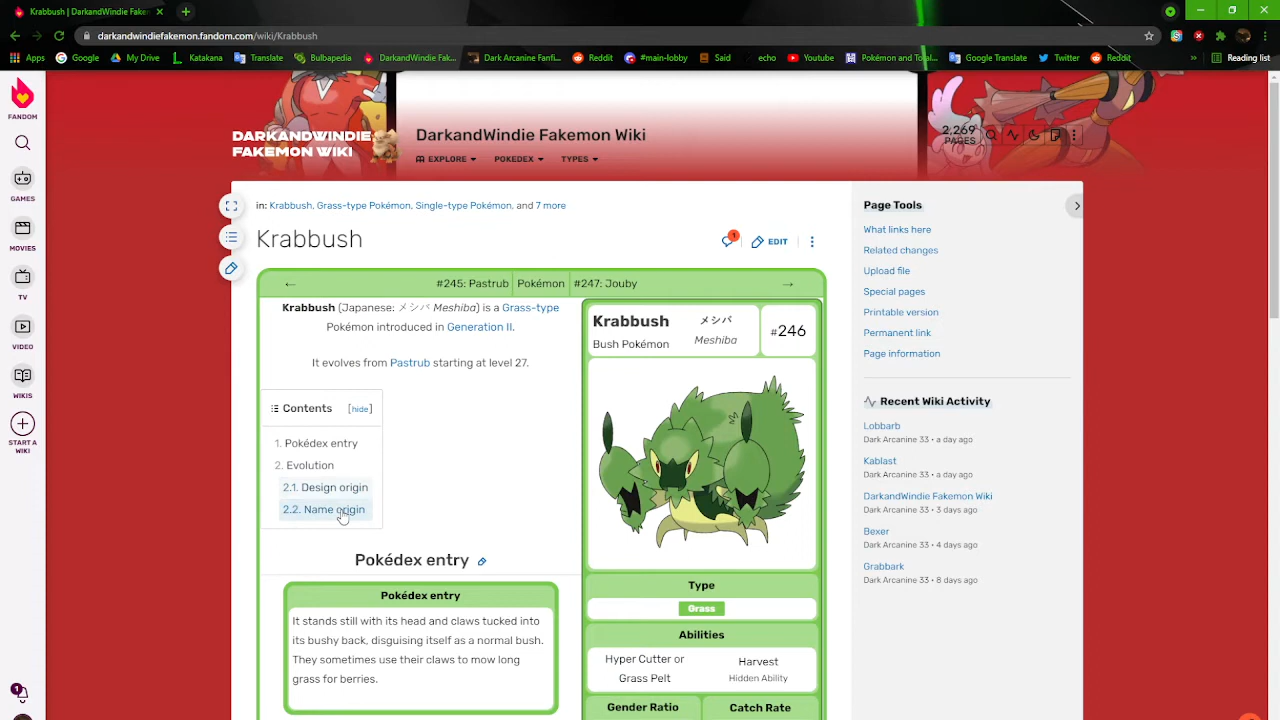 Krabbush | DarkandWindie Fake
darkandwindiefakemon.fandom.com/wiki/Krabbush
Apps Google My Drive Katakana Translate Bulbapedia DarkandWindie Fak... Dark Arcanine Fanfi... Reddit #main-lobby Said echo Youtube Pokémon and Total... Google Translate Twitter Reddit » Reading list
FANDOM
GAMES
MOVIES
TV
VIDEO
WIKIS
START A
WIKI
1
DARKANDWINDIE
FAKEMON WIKI
DarkandWindie Fakemon Wiki
EXPLORE POKEDEX TYPES
2,269
PAGES
in: Krabbush, Grass-type Pokémon, Single-type Pokémon, and 7 more
Krabbush
1 EDIT
← #245: Pastrub Pokémon #247: Jouby →
Krabbush (Japanese: メシバ Meshiba) is a Grass-type
Pokémon introduced in Generation II.
It evolves from Pastrub starting at level 27.
Contents [hide]
1. Pokédex entry
2. Evolution
2.1. Design origin
2.2. Name origin
Pokédex entry
Pokédex entry
It stands still with its head and claws tucked into
its bushy back, disguising itself as a normal bush.
They sometimes use their claws to mow long
grass for berries.
Krabbush メシバ #246
Bush Pokémon Meshiba
Type
Grass
Abilities
Hyper Cutter or
Grass Pelt
Harvest
Hidden Ability
Gender Ratio Catch Rate
Page Tools
What links here
Related changes
Upload file
Special pages
Printable version
Permanent link
Page information
Recent Wiki Activity
Lobbarb
Dark Arcanine 33 • a day ago
Kablast
Dark Arcanine 33 • a day ago
DarkandWindie Fakemon Wiki
Dark Arcanine 33 • 3 days ago
Bexer
Dark Arcanine 33 • 4 days ago
Grabbark
Dark Arcanine 33 • 8 days ago